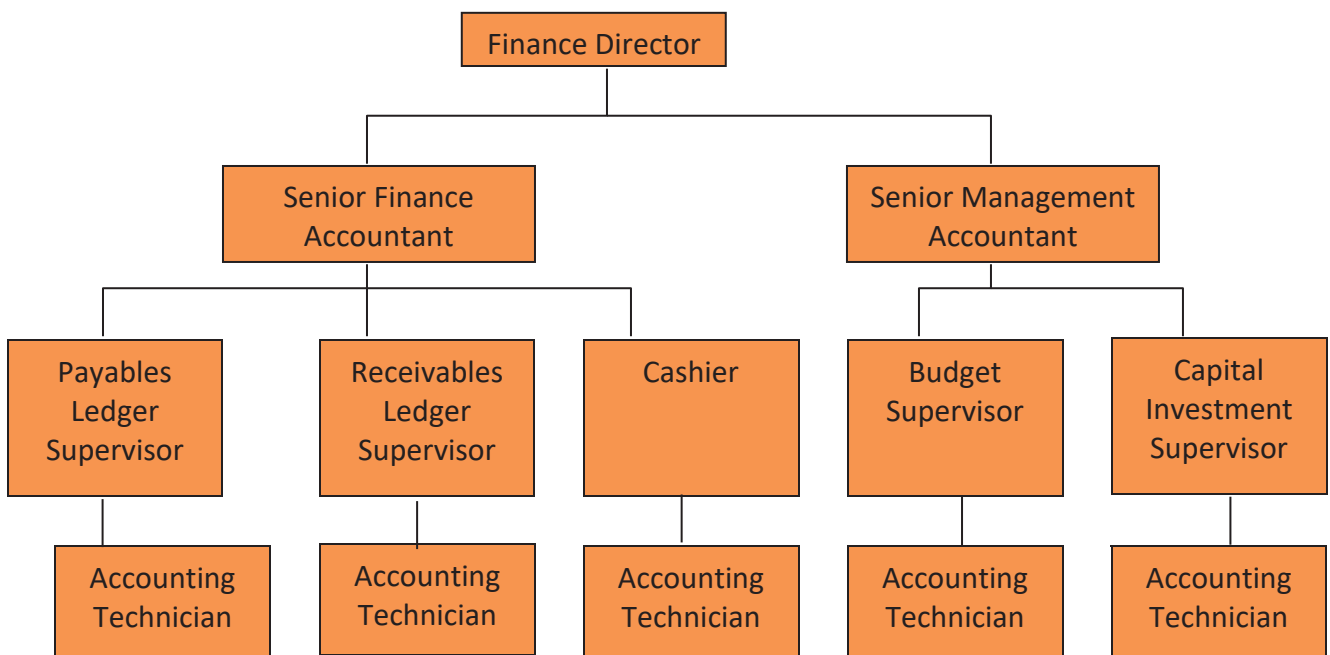 Finance Director
Senior Finance
Accountant
Senior Management
Accountant
Payables
Ledger
Supervisor
Receivables
Ledger
Supervisor
Cashier
Budget
Supervisor
Capital
Investment
Supervisor
Accounting
Technician
Accounting
Technician
Accounting
Technician
Accounting
Technician
Accounting
Technician